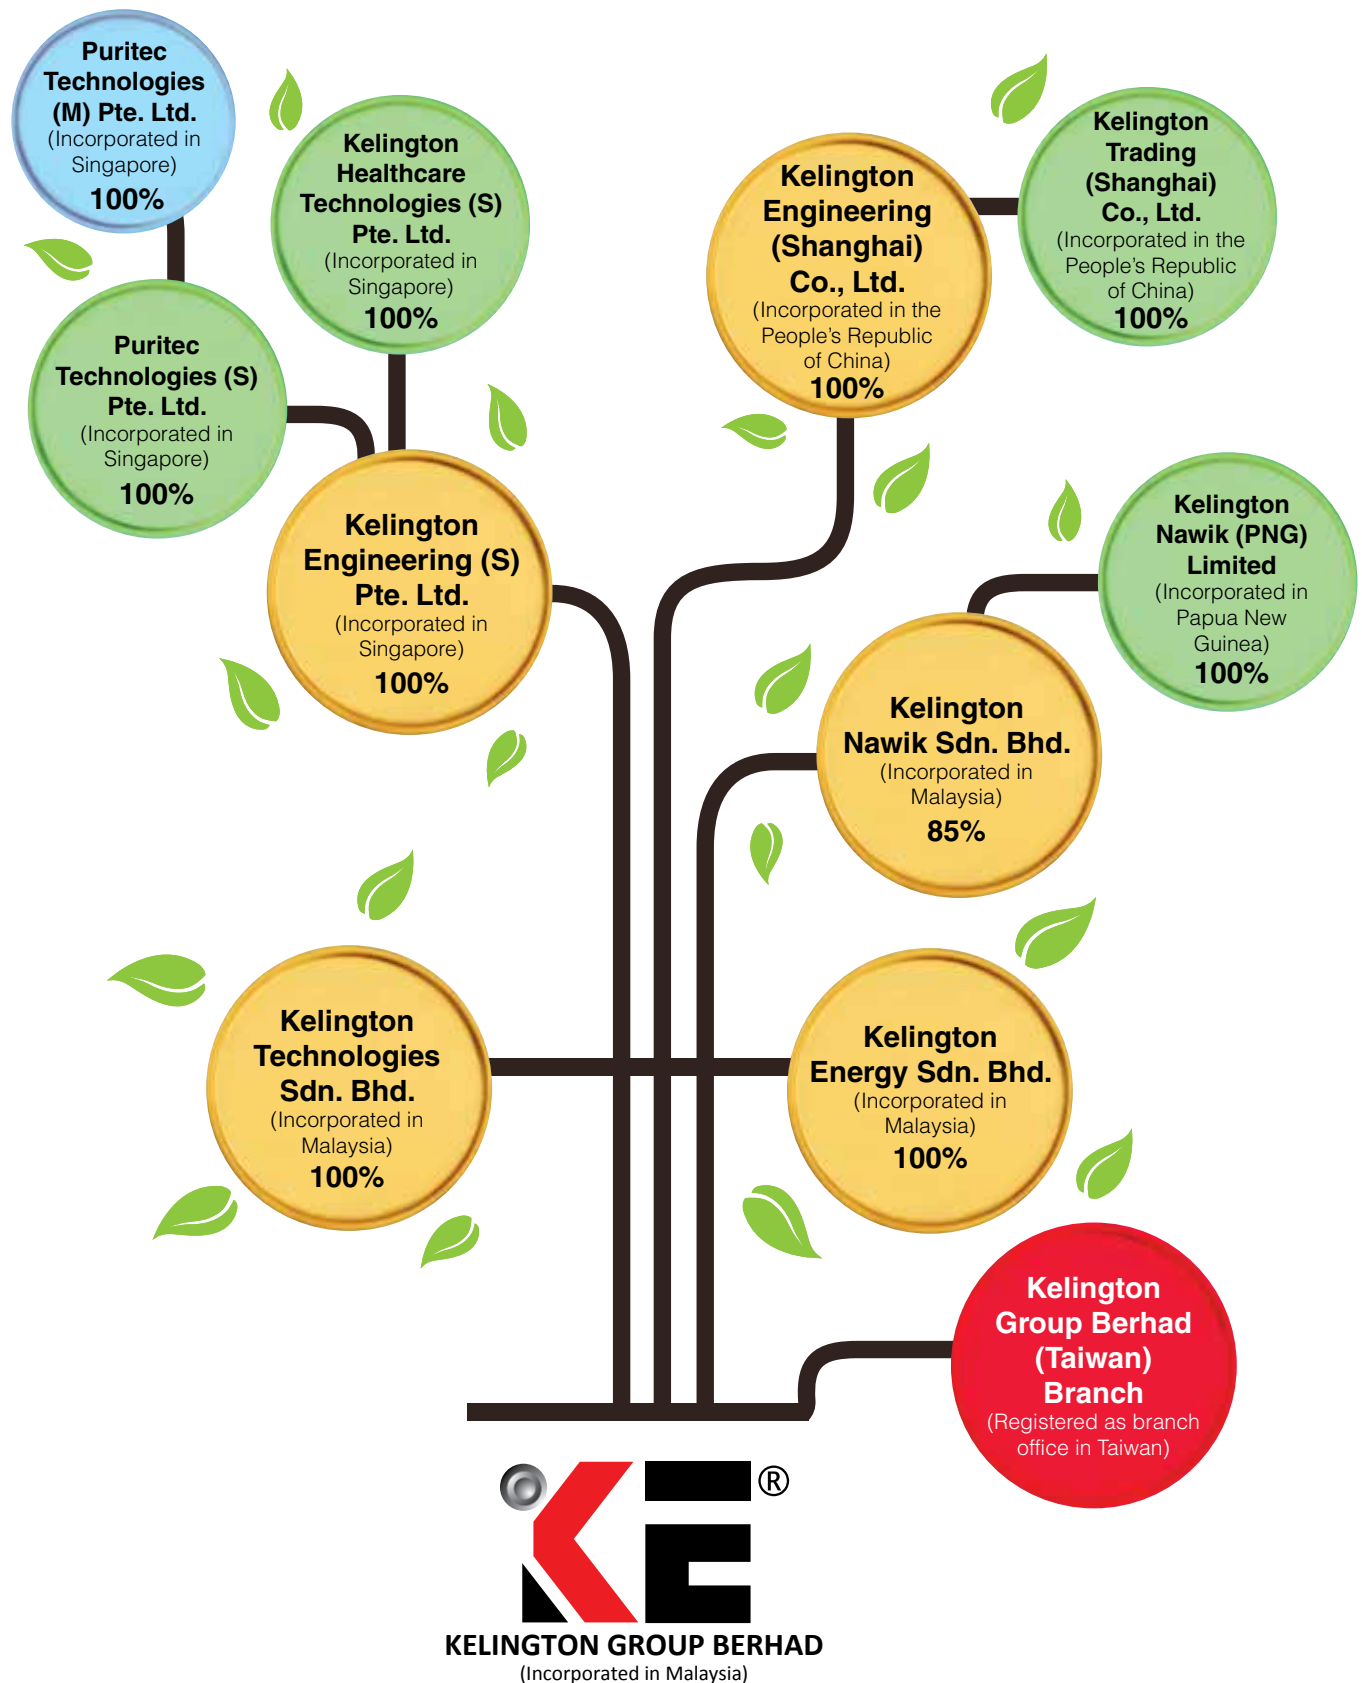 Puritec
Technologies
(M) Pte. Ltd.
(Incorporated in
Singapore)
100%
Kelington
Healthcare
Technologies (S)
Pte. Ltd.
(Incorporated in
Singapore)
100%
Kelington
Engineering
(Shanghai)
Co., Ltd.
(Incorporated in the
People's Republic
of China)
100%
Kelington
Trading
(Shanghai)
Co., Ltd.
(Incorporated in the
People's Republic
of China)
100%
Puritec
Technologies (S)
Pte. Ltd.
(Incorporated in
Singapore)
100%
Kelington
Engineering (S)
Pte. Ltd.
(Incorporated in
Singapore)
100%
Kelington
Nawik (PNG)
Limited
(Incorporated in
Papua New
Guinea)
100%
Kelington
Nawik Sdn. Bhd.
(Incorporated in
Malaysia)
85%
Kelington
Technologies
Sdn. Bhd.
(Incorporated in
Malaysia)
100%
Kelington
Energy Sdn. Bhd.
(Incorporated in
Malaysia)
100%
Kelington
Group Berhad
(Taiwan)
Branch
(Registered as branch
office in Taiwan)
KE®
KELINGTON GROUP BERHAD
(Incorporated in Malaysia)